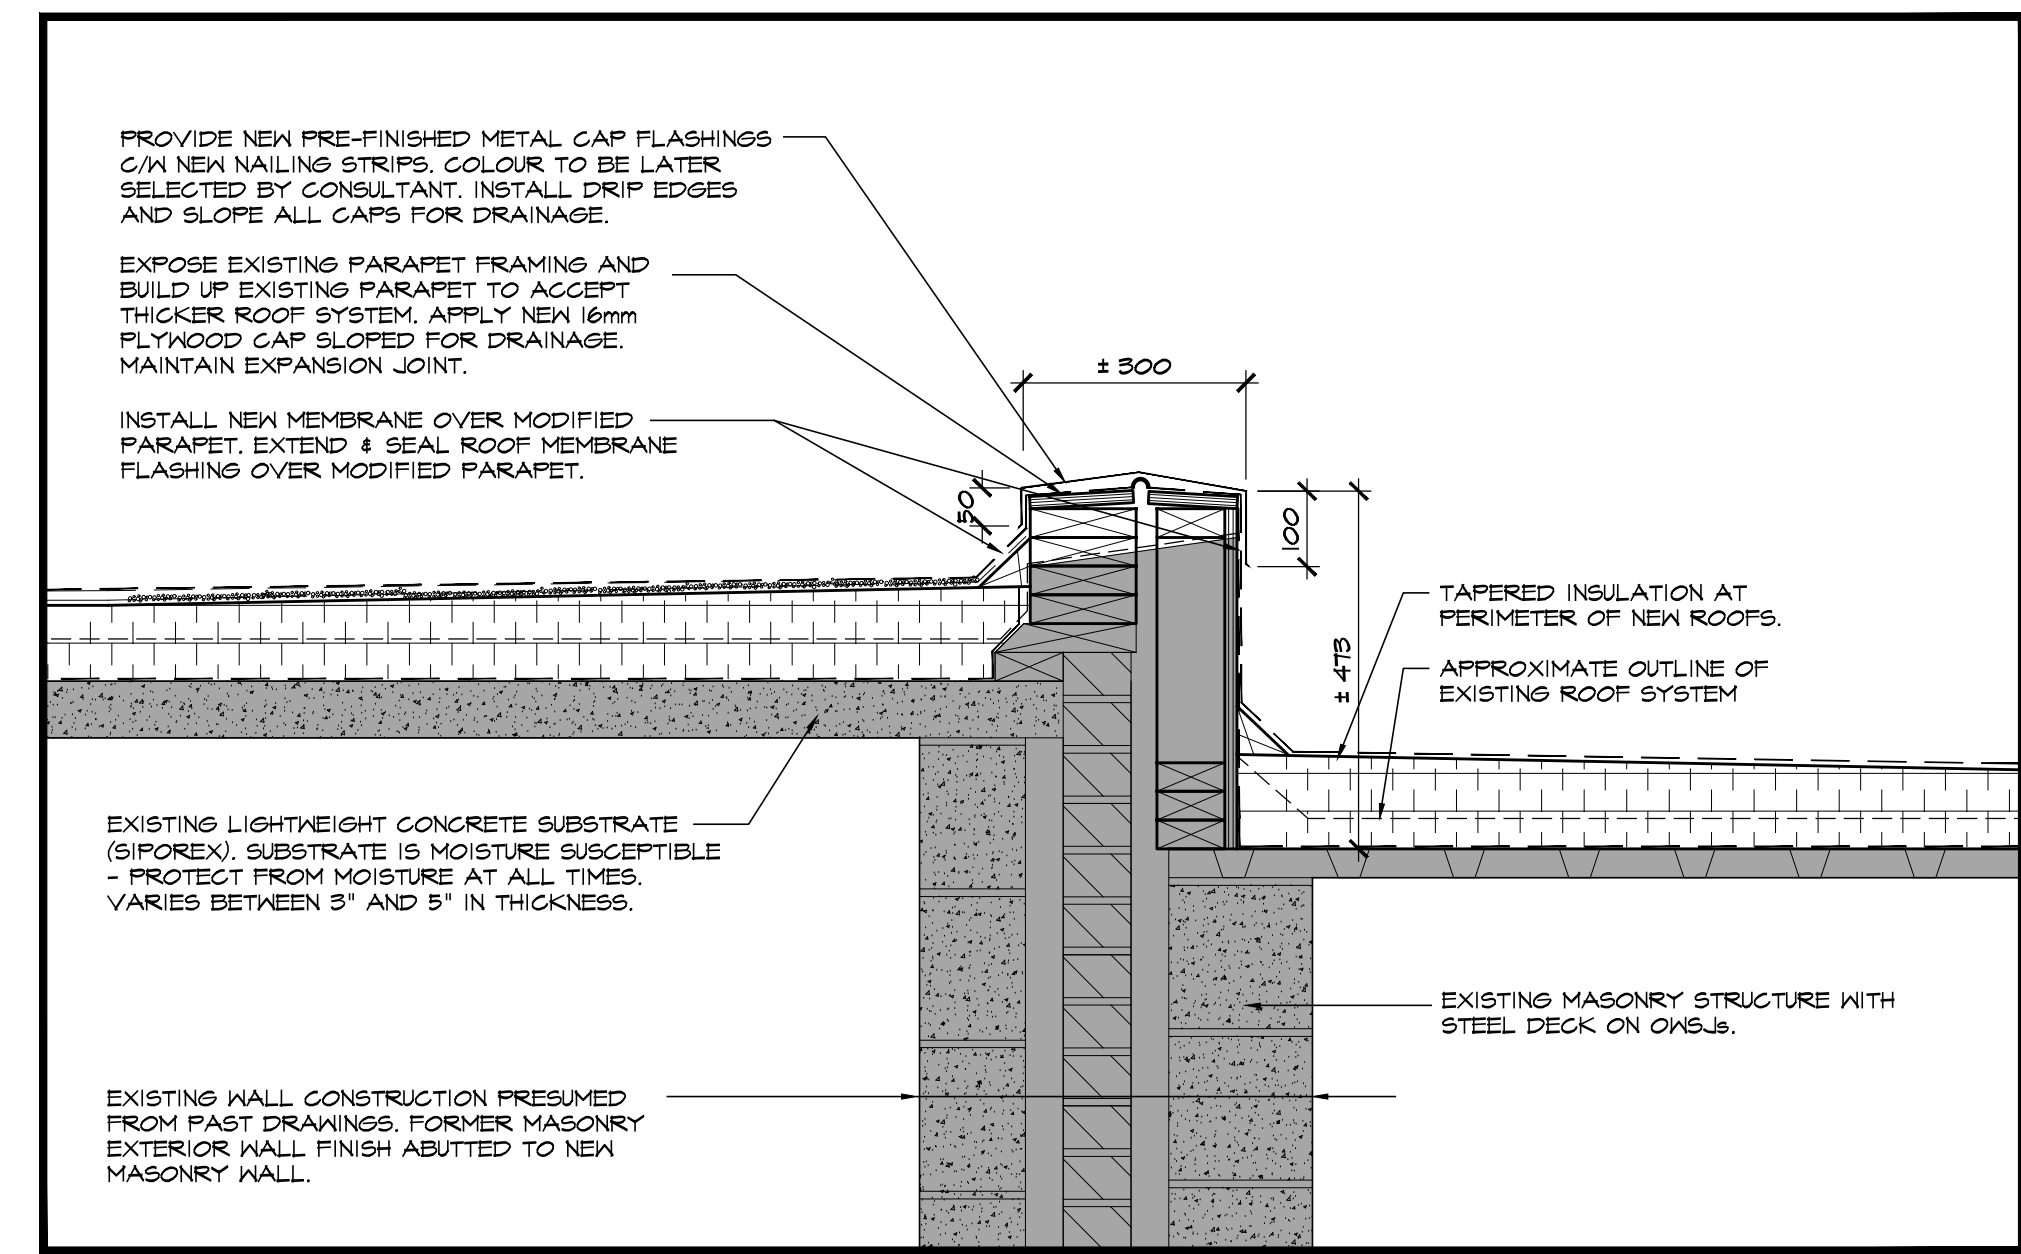 PROVIDE NEW PRE-FINISHED METAL CAP FLASHINGS
C/W NEW NAILING STRIPS. COLOUR TO BE LATER
SELECTED BY CONSULTANT. INSTALL DRIP EDGES
AND SLOPE ALL CAPS FOR DRAINAGE.
EXPOSE EXISTING PARAPET FRAMING AND
BUILD UP EXISTING PARAPET TO ACCEPT
THICKER ROOF SYSTEM. APPLY NEW 16mm
PLYWOOD CAP SLOPED FOR DRAINAGE.
MAINTAIN EXPANSION JOINT.
± 300
INSTALL NEW MEMBRANE OVER MODIFIED
PARAPET. EXTEND & SEAL ROOF MEMBRANE
FLASHING OVER MODIFIED PARAPET.
50
100
± 473
TAPERED INSULATION AT
PERIMETER OF NEW ROOFS.
APPROXIMATE OUTLINE OF
EXISTING ROOF SYSTEM
EXISTING LIGHTWEIGHT CONCRETE SUBSTRATE
(SIPOREX). SUBSTRATE IS MOISTURE SUSCEPTIBLE
- PROTECT FROM MOISTURE AT ALL TIMES.
VARIES BETWEEN 3" AND 5" IN THICKNESS.
EXISTING MASONRY STRUCTURE WITH
STEEL DECK ON OWSJs.
EXISTING WALL CONSTRUCTION PRESUMED
FROM PAST DRAWINGS. FORMER MASONRY
EXTERIOR WALL FINISH ABUTTED TO NEW
MASONRY WALL.